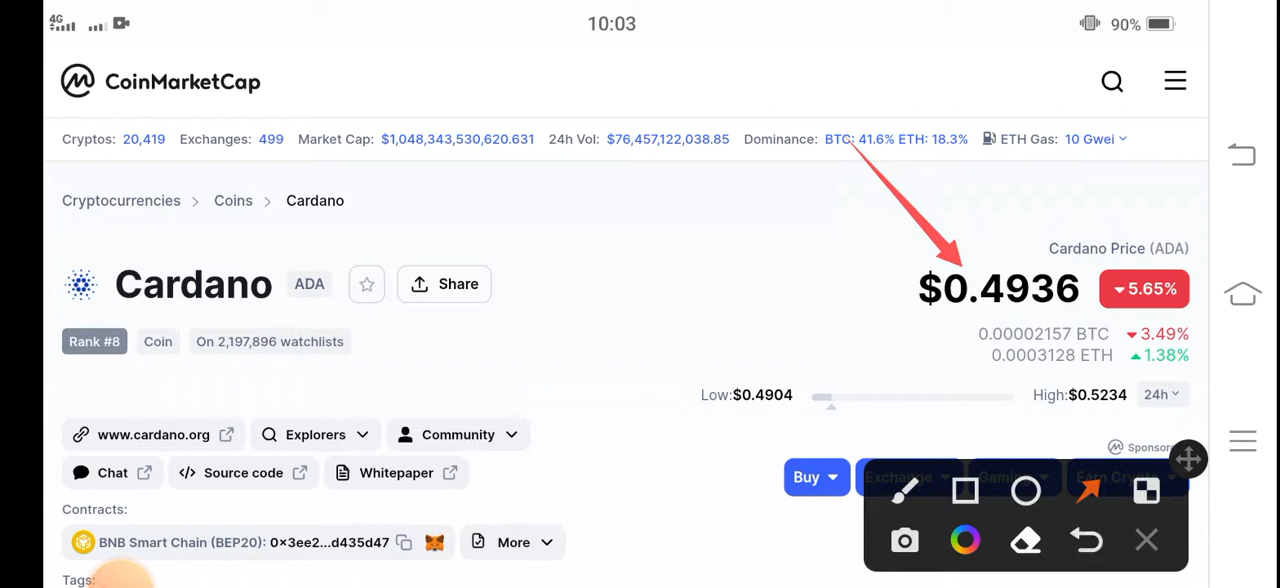 4G 10:03 90%
CoinMarketCap
Cryptos: 20,419 Exchanges: 499 Market Cap: $1,048,343,530,620.631 24h Vol: $76,457,122,038.85 Dominance: BTC: 41.6% ETH: 18.3% ETH Gas: 10 Gwei
Cryptocurrencies > Coins > Cardano
Cardano Price (ADA)
Cardano ADA Share $0.4936 5.65%
Rank #8 Coin On 2,197,896 watchlists 0.00002157 BTC 3.49%
0.0003128 ETH 1.38%
Low:$0.4904 High:$0.5234 24h
www.cardano.org Explorers Community
Sponsor
Chat Source code Whitepaper Buy Exchange Gaming Earn Crypto
Contracts:
BNB Smart Chain (BEP20): 0x3ee2...d435d47 More
Tags: